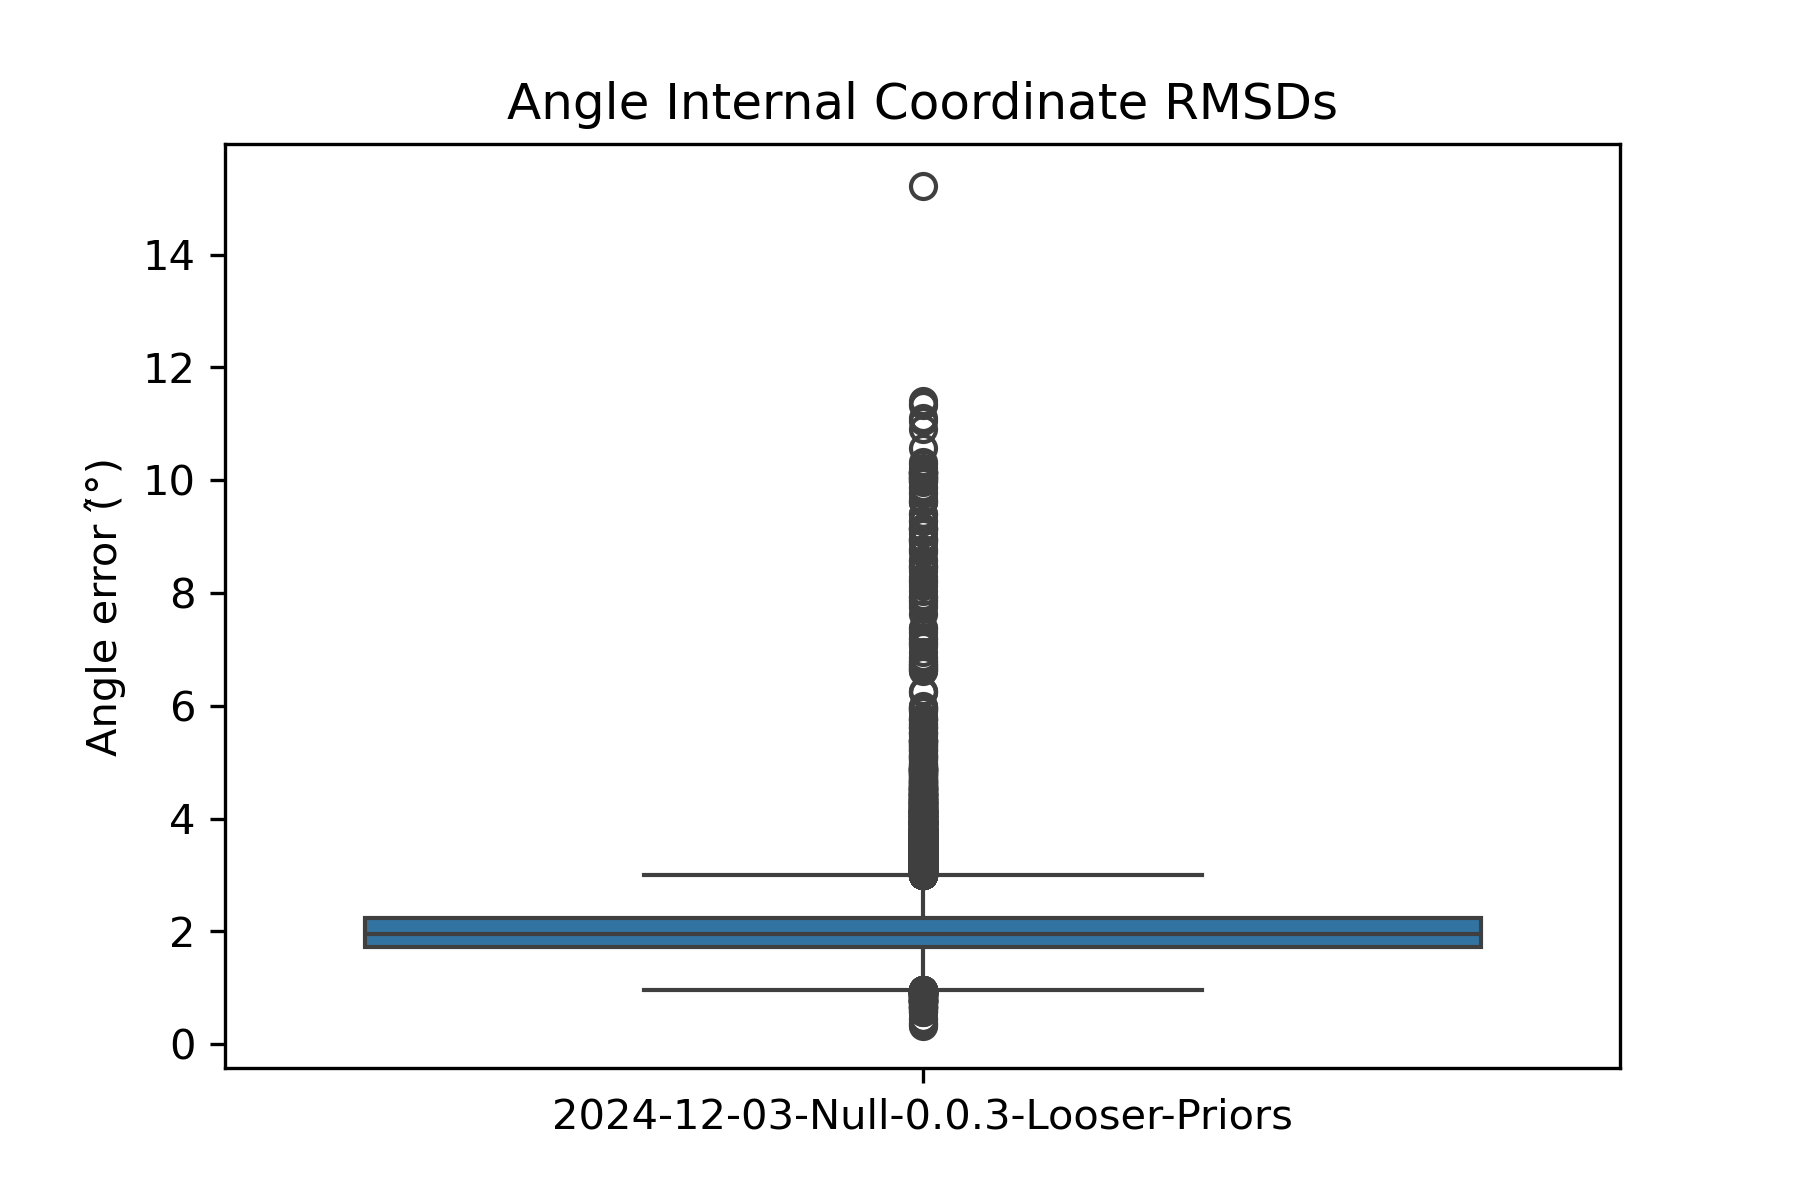 Angle Internal Coordinate RMSDs
14
12
10
8
6
4
2
0
Angle error (°)
2024-12-03-Null-0.0.3-Looser-Priors